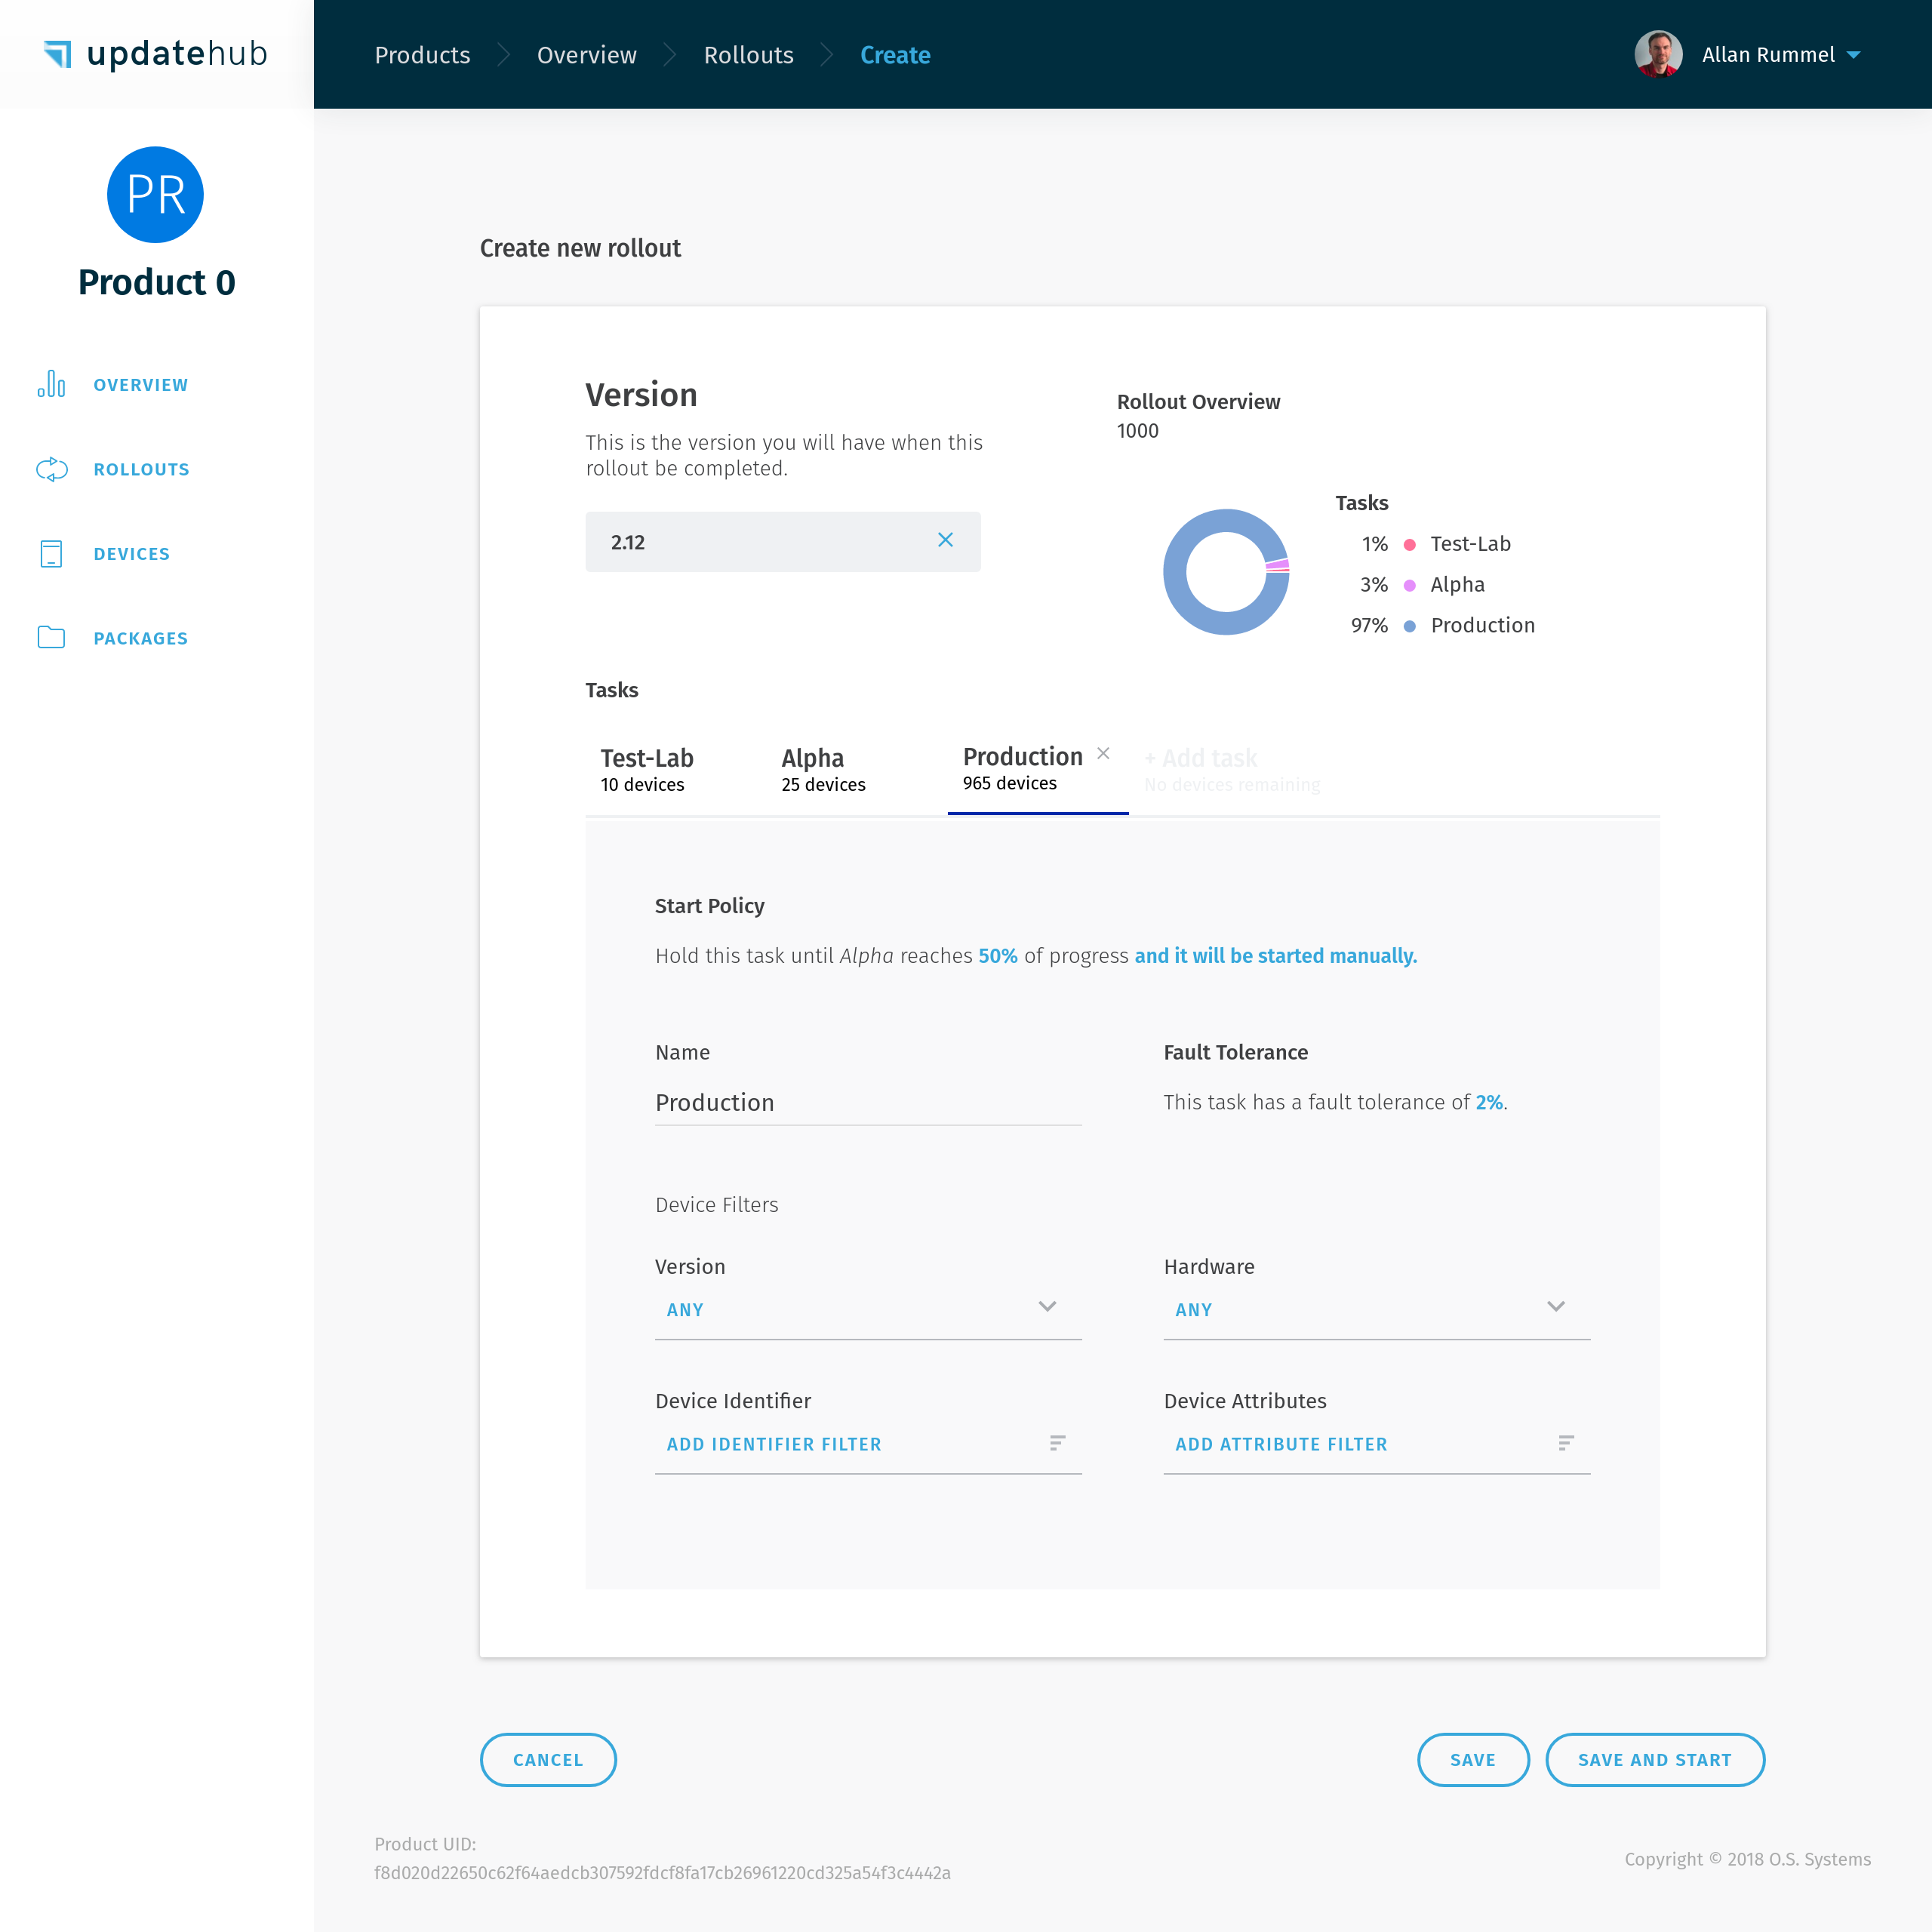 updatehub
Products
Overview
Rollouts
Create
Allan Rummel
PR
Product 0
OVERVIEW
ROLLOUTS
DEVICES
PACKAGES
Create new rollout
Version
This is the version you will have when this
rollout be completed.
2.12
Rollout Overview
1000
Tasks
1% Test-Lab
3% Alpha
97% Production
Tasks
Test-Lab
10 devices
Alpha
25 devices
Production
965 devices
+ Add task
No devices remaining
Start Policy
Hold this task until Alpha reaches 50% of progress and it will be started manually.
Name
Production
Fault Tolerance
This task has a fault tolerance of 2%.
Device Filters
Version
ANY
Hardware
ANY
Device Identifier
ADD IDENTIFIER FILTER
Device Attributes
ADD ATTRIBUTE FILTER
CANCEL
SAVE
SAVE AND START
Product UID:
f8d020d22650c62f64aedcb307592fdcf8fa17cb26961220cd325a54f3c4442a
Copyright © 2018 O.S. Systems